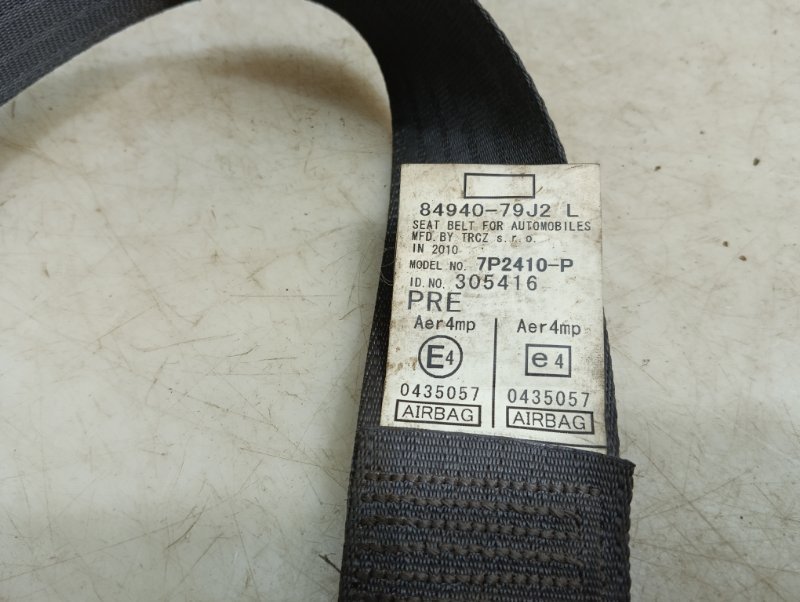 84940-79J2 L
SEAT BELT FOR AUTOMOBILES
MFD. BY TRCZ s. r. o.
IN 2010
MODEL NO. 7P2410-P
ID. NO. 305416
PRE
Aer4mp Aer4mp
E4 e4
0435057 0435057
AIRBAG AIRBAG